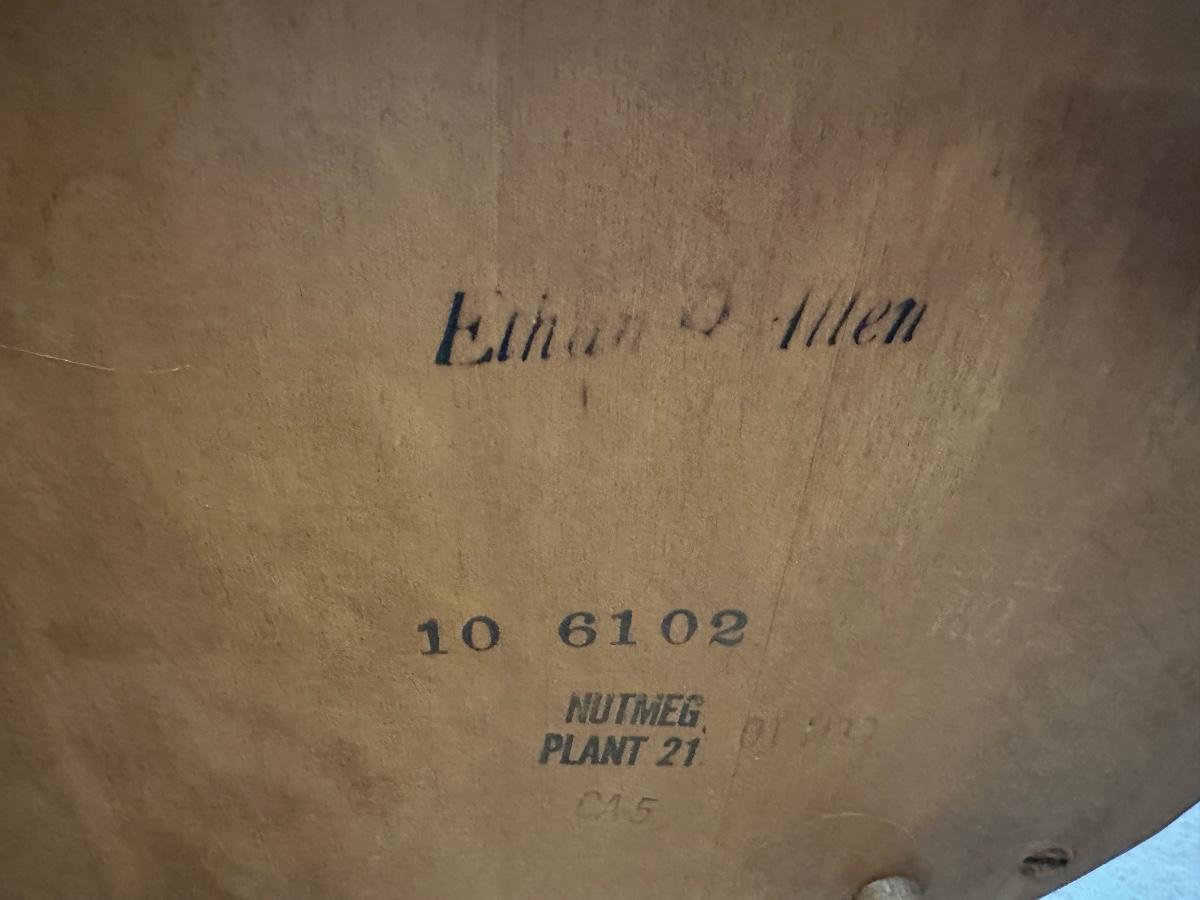 Ethan Allen
10 6102
NUTMEG
PLANT 21
CA-5